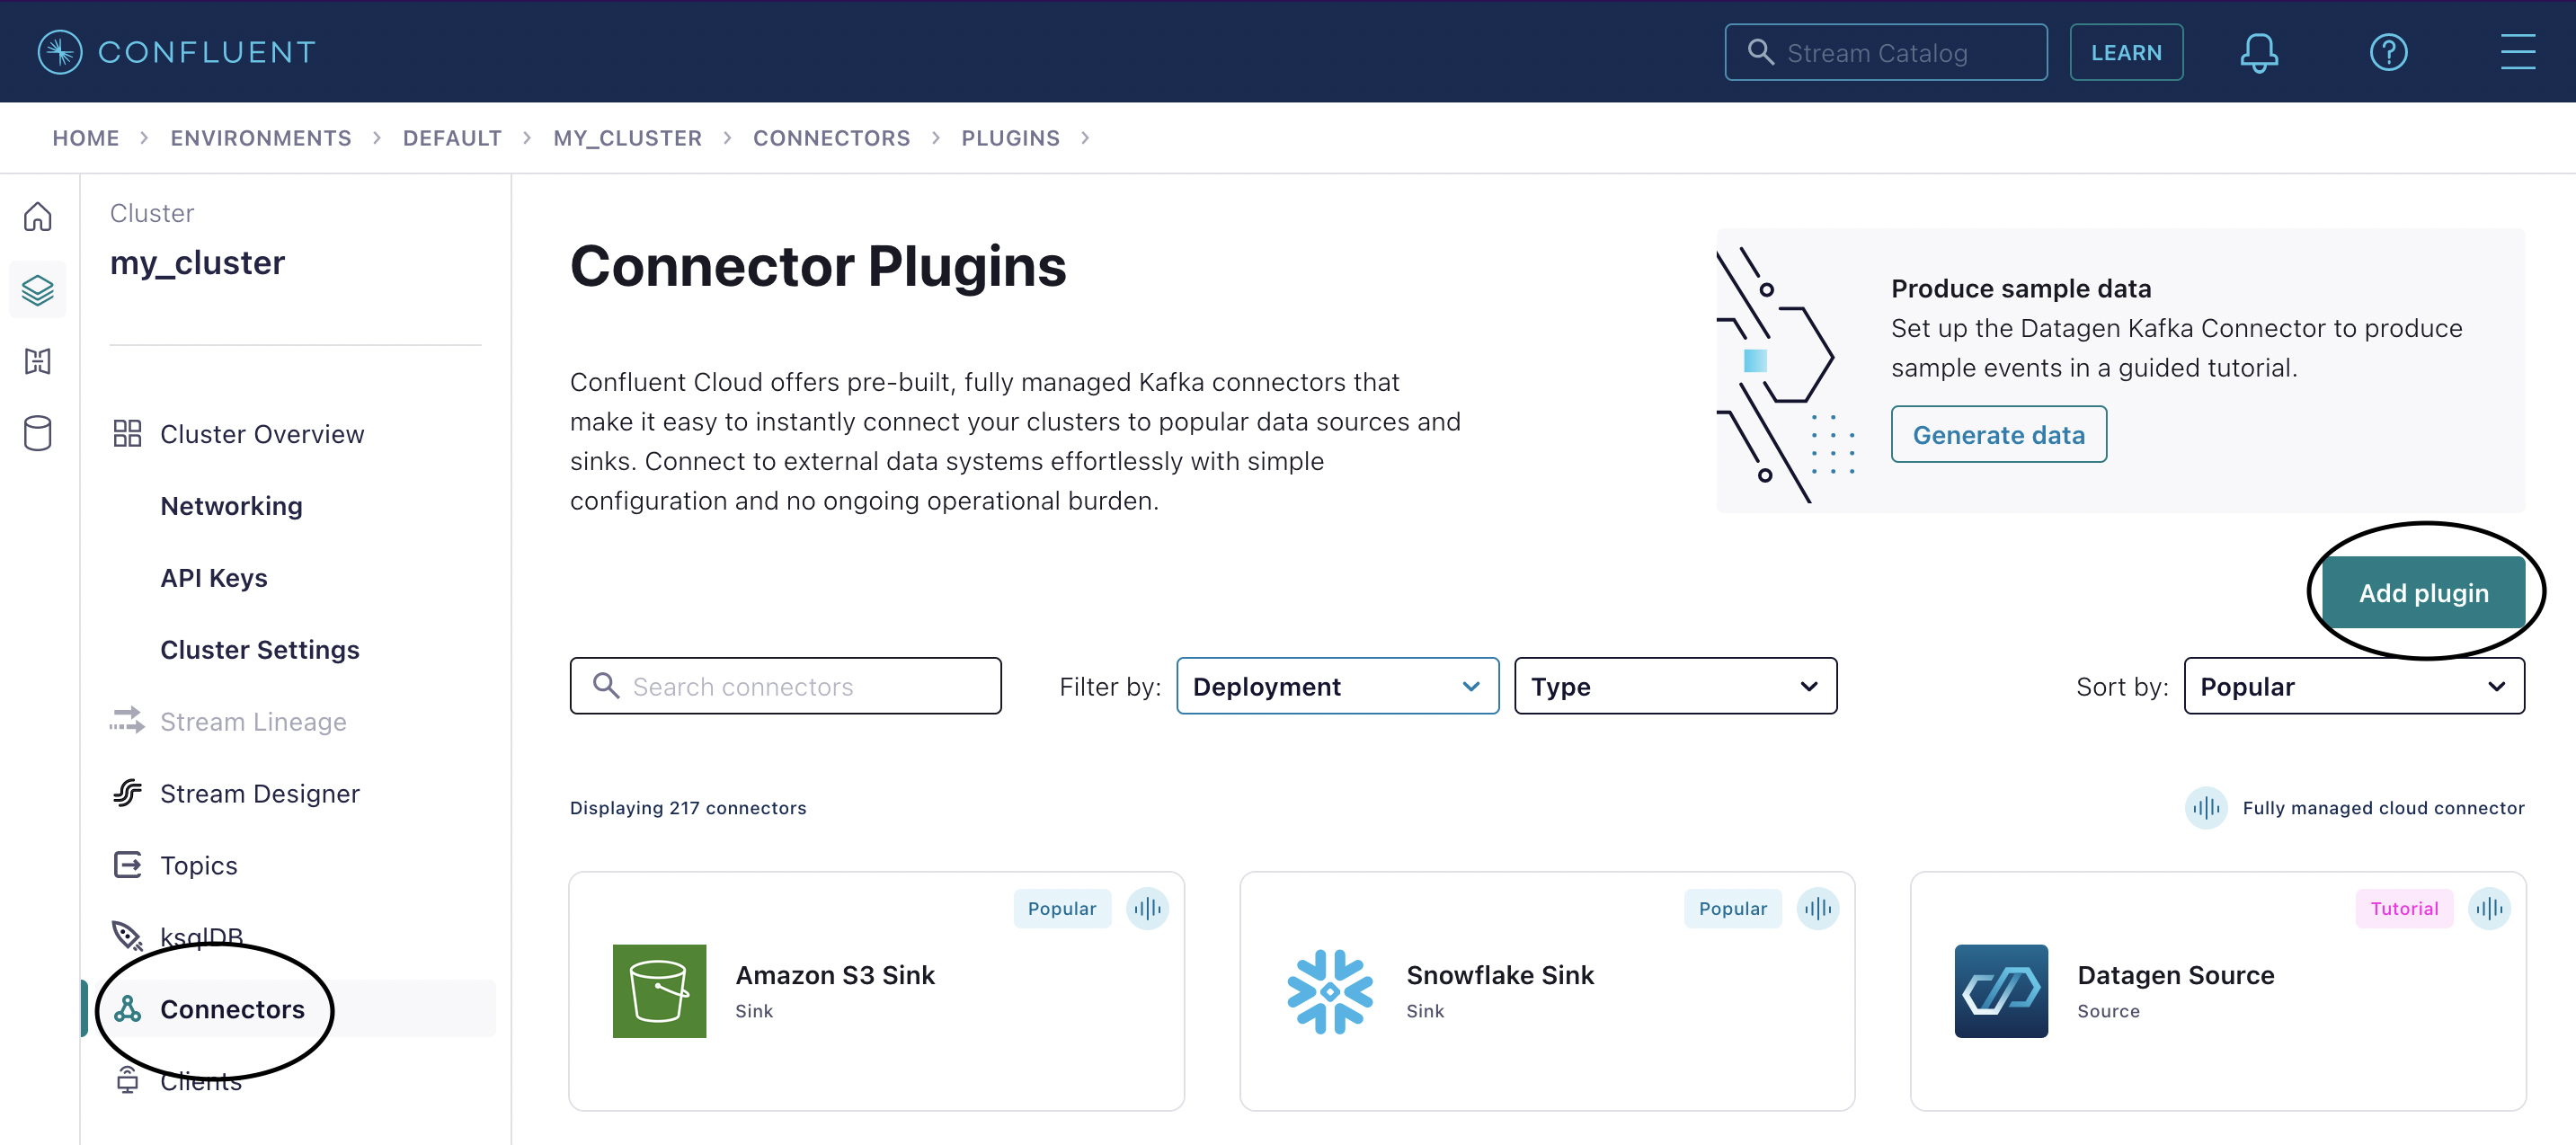 CONFLUENT
Stream Catalog
LEARN
HOME > ENVIRONMENTS > DEFAULT > MY_CLUSTER > CONNECTORS > PLUGINS >
Cluster
my_cluster
Cluster Overview
Networking
API Keys
Cluster Settings
Stream Lineage
Stream Designer
Topics
ksqlDB
Connectors
Clients
Connector Plugins
Confluent Cloud offers pre-built, fully managed Kafka connectors that
make it easy to instantly connect your clusters to popular data sources and
sinks. Connect to external data systems effortlessly with simple
configuration and no ongoing operational burden.
Produce sample data
Set up the Datagen Kafka Connector to produce
sample events in a guided tutorial.
Generate data
Add plugin
Search connectors
Filter by:
Deployment
Type
Sort by:
Popular
Displaying 217 connectors
Fully managed cloud connector
Popular
Amazon S3 Sink
Sink
Popular
Snowflake Sink
Sink
Tutorial
Datagen Source
Source